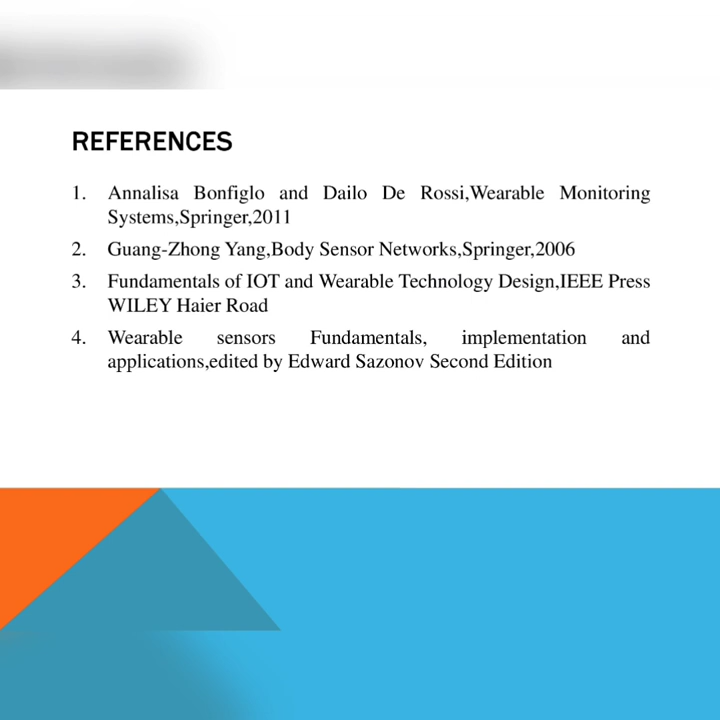 REFERENCES
1. Annalisa Bonfiglo and Dailo De Rossi,Wearable Monitoring
Systems,Springer,2011
2. Guang-Zhong Yang,Body Sensor Networks,Springer,2006
3. Fundamentals of IOT and Wearable Technology Design,IEEE Press
WILEY Haier Road
4. Wearable sensors Fundamentals, implementation and
applications,edited by Edward Sazonov Second Edition